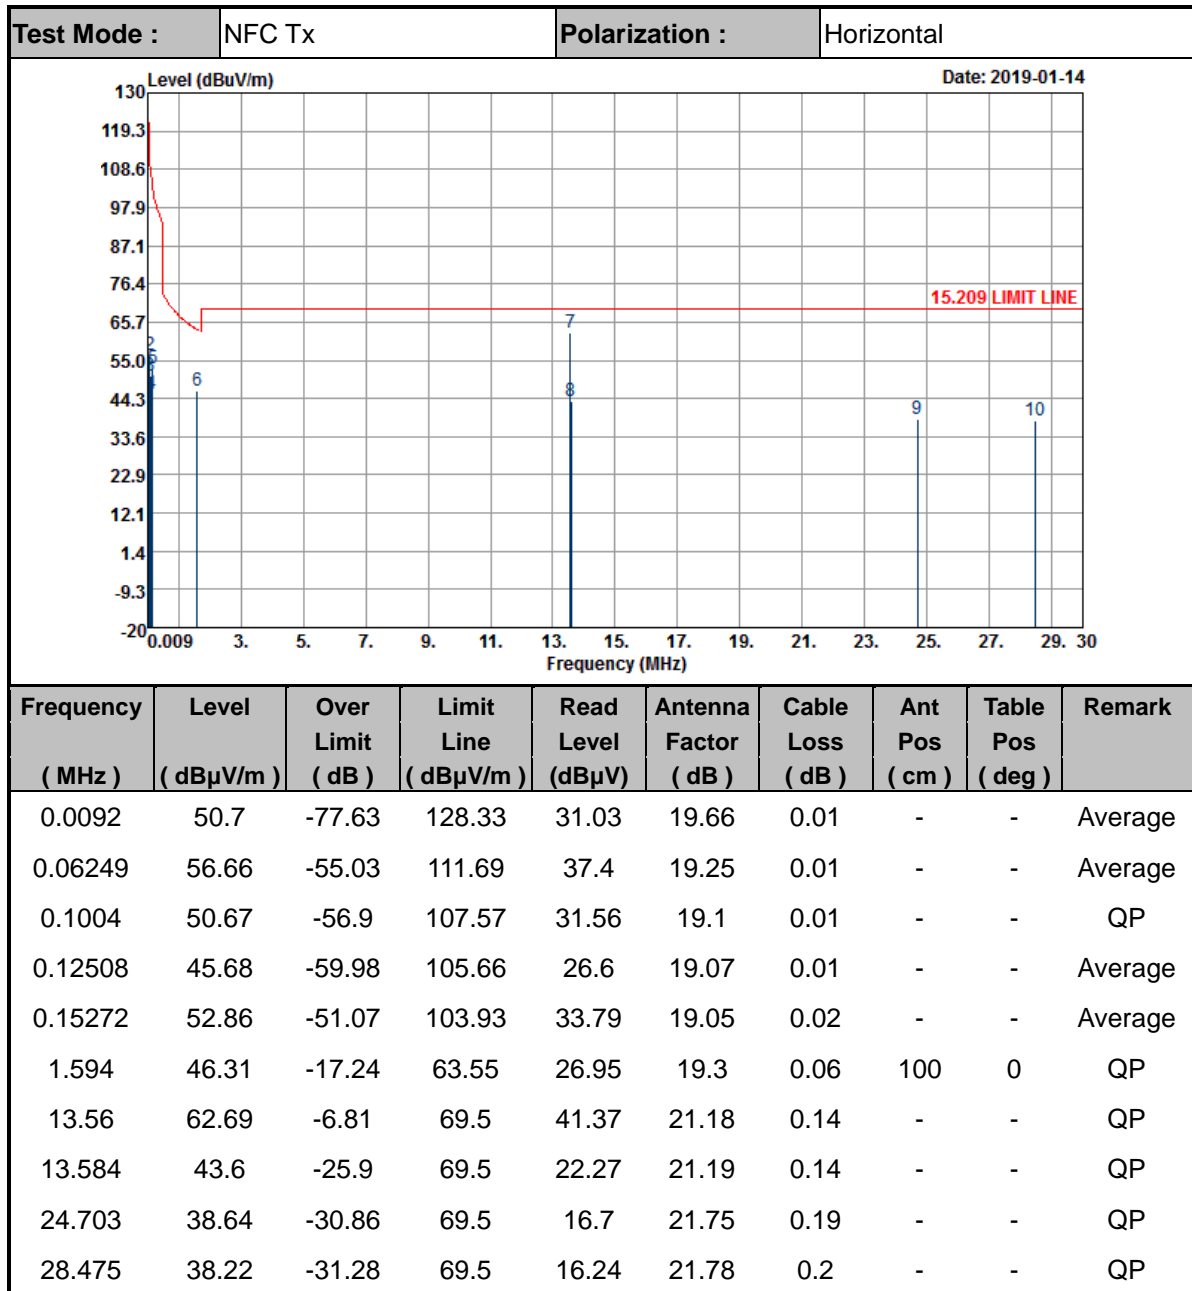 Test Mode : NFC Tx Polarization : Horizontal
Level (dBuV/m) Date: 2019-01-14
130
119.3
108.6
97.9
87.1
76.4
15.209 LIMIT LINE
65.7
7
2
5
55.0
4
6
44.3
8
9
10
33.6
22.9
12.1
1.4
-9.3
-20
0.009 3. 5. 7. 9. 11. 13. 15. 17. 19. 21. 23. 25. 27. 29. 30
Frequency (MHz)
Frequency Level Over Limit Read Antenna Cable Ant Table Remark
Limit Line Level Factor Loss Pos Pos
( MHz ) ( dBµV/m ) ( dB ) ( dBµV/m ) (dBµV) ( dB ) ( dB ) ( cm ) ( deg )
0.0092 50.7 -77.63 128.33 31.03 19.66 0.01 - - Average
0.06249 56.66 -55.03 111.69 37.4 19.25 0.01 - - Average
0.1004 50.67 -56.9 107.57 31.56 19.1 0.01 - - QP
0.12508 45.68 -59.98 105.66 26.6 19.07 0.01 - - Average
0.15272 52.86 -51.07 103.93 33.79 19.05 0.02 - - Average
1.594 46.31 -17.24 63.55 26.95 19.3 0.06 100 0 QP
13.56 62.69 -6.81 69.5 41.37 21.18 0.14 - - QP
13.584 43.6 -25.9 69.5 22.27 21.19 0.14 - - QP
24.703 38.64 -30.86 69.5 16.7 21.75 0.19 - - QP
28.475 38.22 -31.28 69.5 16.24 21.78 0.2 - - QP